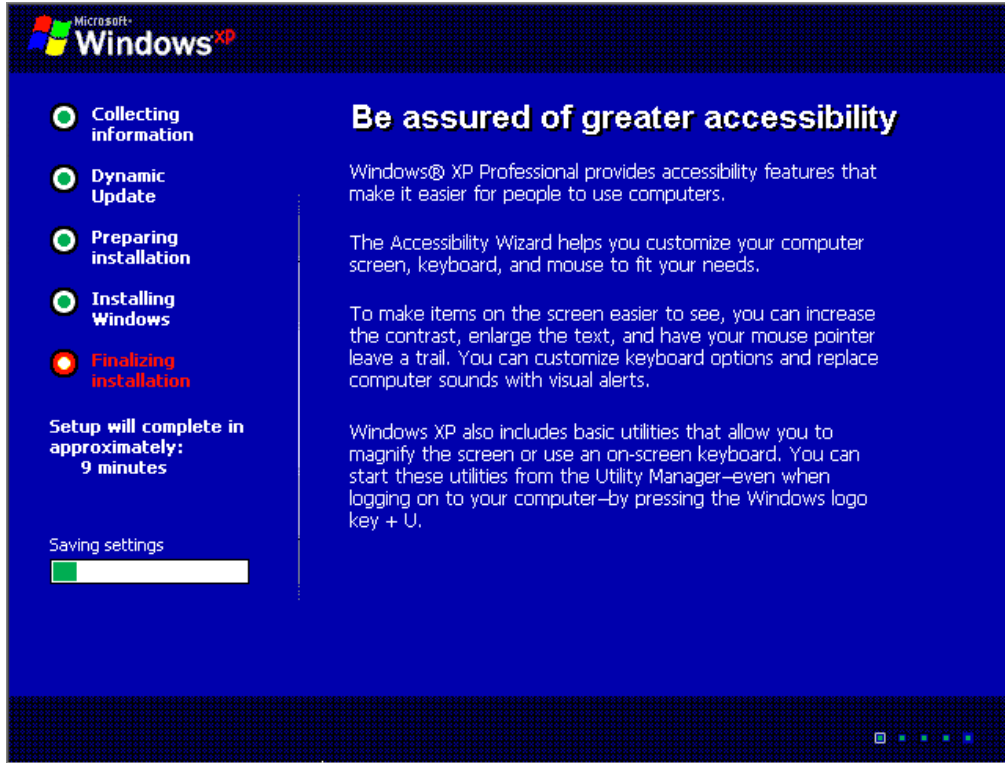 Microsoft®
Windows XP
Collecting
information
Dynamic
Update
Preparing
installation
Installing
Windows
Finalizing
installation
Setup will complete in
approximately:
9 minutes
Saving settings
Be assured of greater accessibility
Windows® XP Professional provides accessibility features that
make it easier for people to use computers.
The Accessibility Wizard helps you customize your computer
screen, keyboard, and mouse to fit your needs.
To make items on the screen easier to see, you can increase
the contrast, enlarge the text, and have your mouse pointer
leave a trail. You can customize keyboard options and replace
computer sounds with visual alerts.
Windows XP also includes basic utilities that allow you to
magnify the screen or use an on-screen keyboard. You can
start these utilities from the Utility Manager—even when
logging on to your computer—by pressing the Windows logo
key + U.